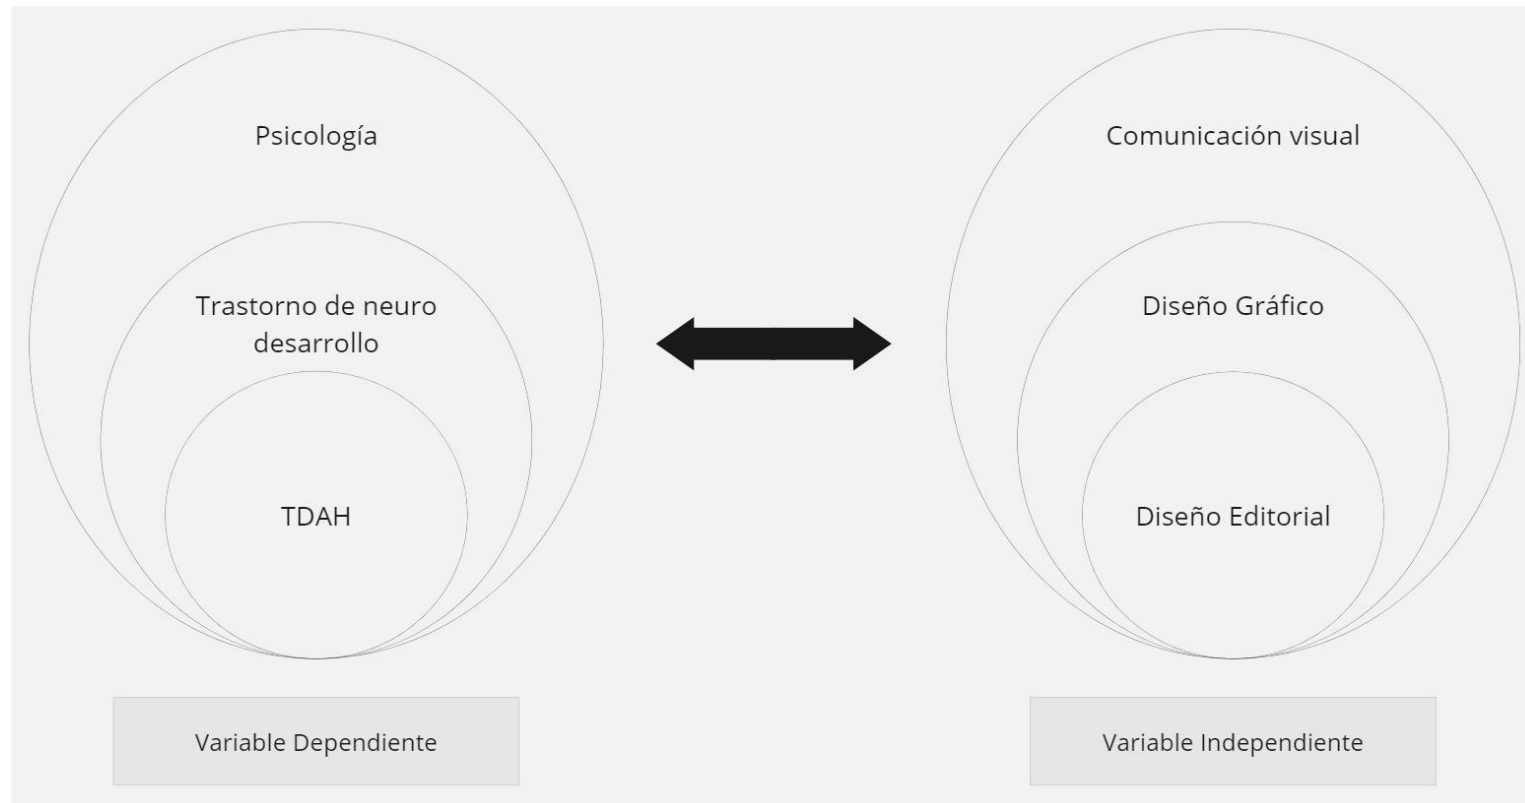 Psicología
Trastorno de neuro
desarrollo
TDAH
Variable Dependiente
Comunicación visual
Diseño Gráfico
Diseño Editorial
Variable Independiente